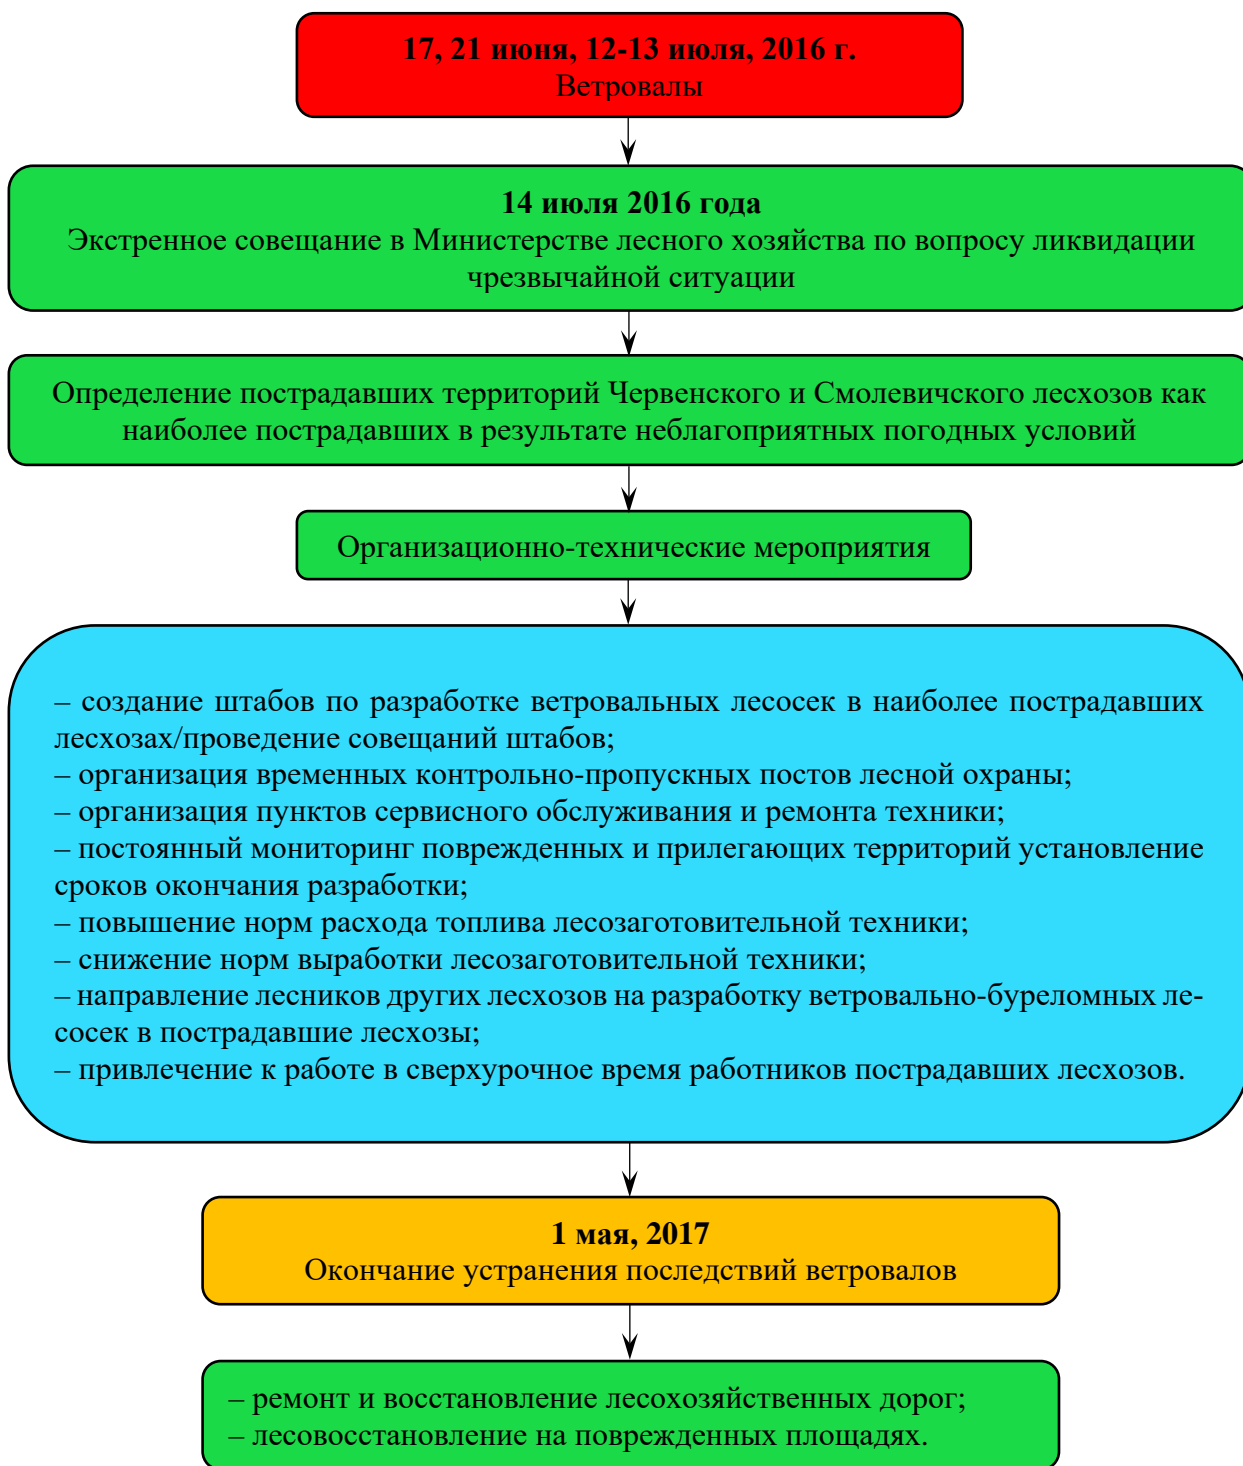 17, 21 июня, 12-13 июля, 2016 г.
Ветровалы
14 июля 2016 года
Экстренное совещание в Министерстве лесного хозяйства по вопросу ликвидации
чрезвычайной ситуации
Определение пострадавших территорий Червенского и Смолевичского лесхозов как
наиболее пострадавших в результате неблагоприятных погодных условий
Организационно-технические мероприятия
– создание штабов по разработке ветровальных лесосек в наиболее пострадавших
лесхозах/проведение совещаний штабов;
– организация временных контрольно-пропускных постов лесной охраны;
– организация пунктов сервисного обслуживания и ремонта техники;
– постоянный мониторинг поврежденных и прилегающих территорий установление
сроков окончания разработки;
– повышение норм расхода топлива лесозаготовительной техники;
– снижение норм выработки лесозаготовительной техники;
– направление лесников других лесхозов на разработку ветровально-буреломных ле-
сосек в пострадавшие лесхозы;
– привлечение к работе в сверхурочное время работников пострадавших лесхозов.
1 мая, 2017
Окончание устранения последствий ветровалов
– ремонт и восстановление лесохозяйственных дорог;
– лесовосстановление на поврежденных площадях.